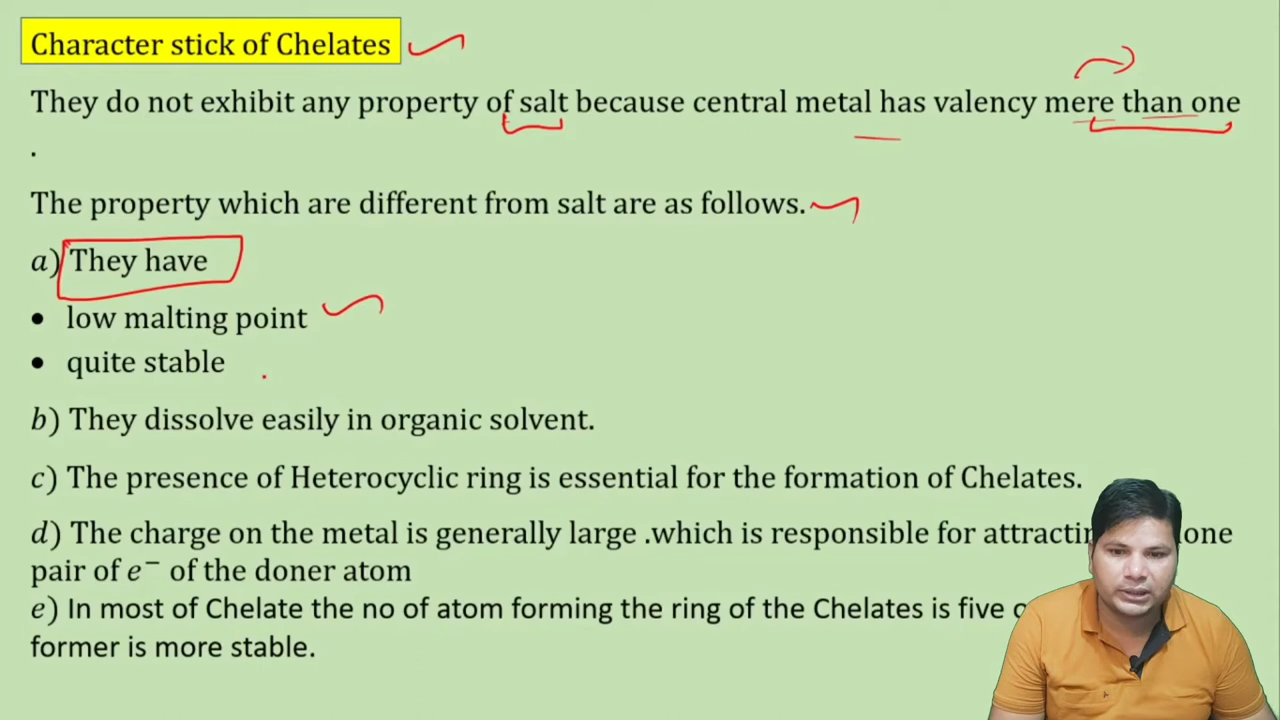 Character stick of Chelates
They do not exhibit any property of salt because central metal has valency mere than one
.
The property which are different from salt are as follows.
a) They have
• low malting point
• quite stable
b) They dissolve easily in organic solvent.
c) The presence of Heterocyclic ring is essential for the formation of Chelates.
d) The charge on the metal is generally large .which is responsible for lone
pair of e⁻ of the doner atom
e) In most of Chelate the no of atom forming the ring of the Chelates is five
former is more stable.